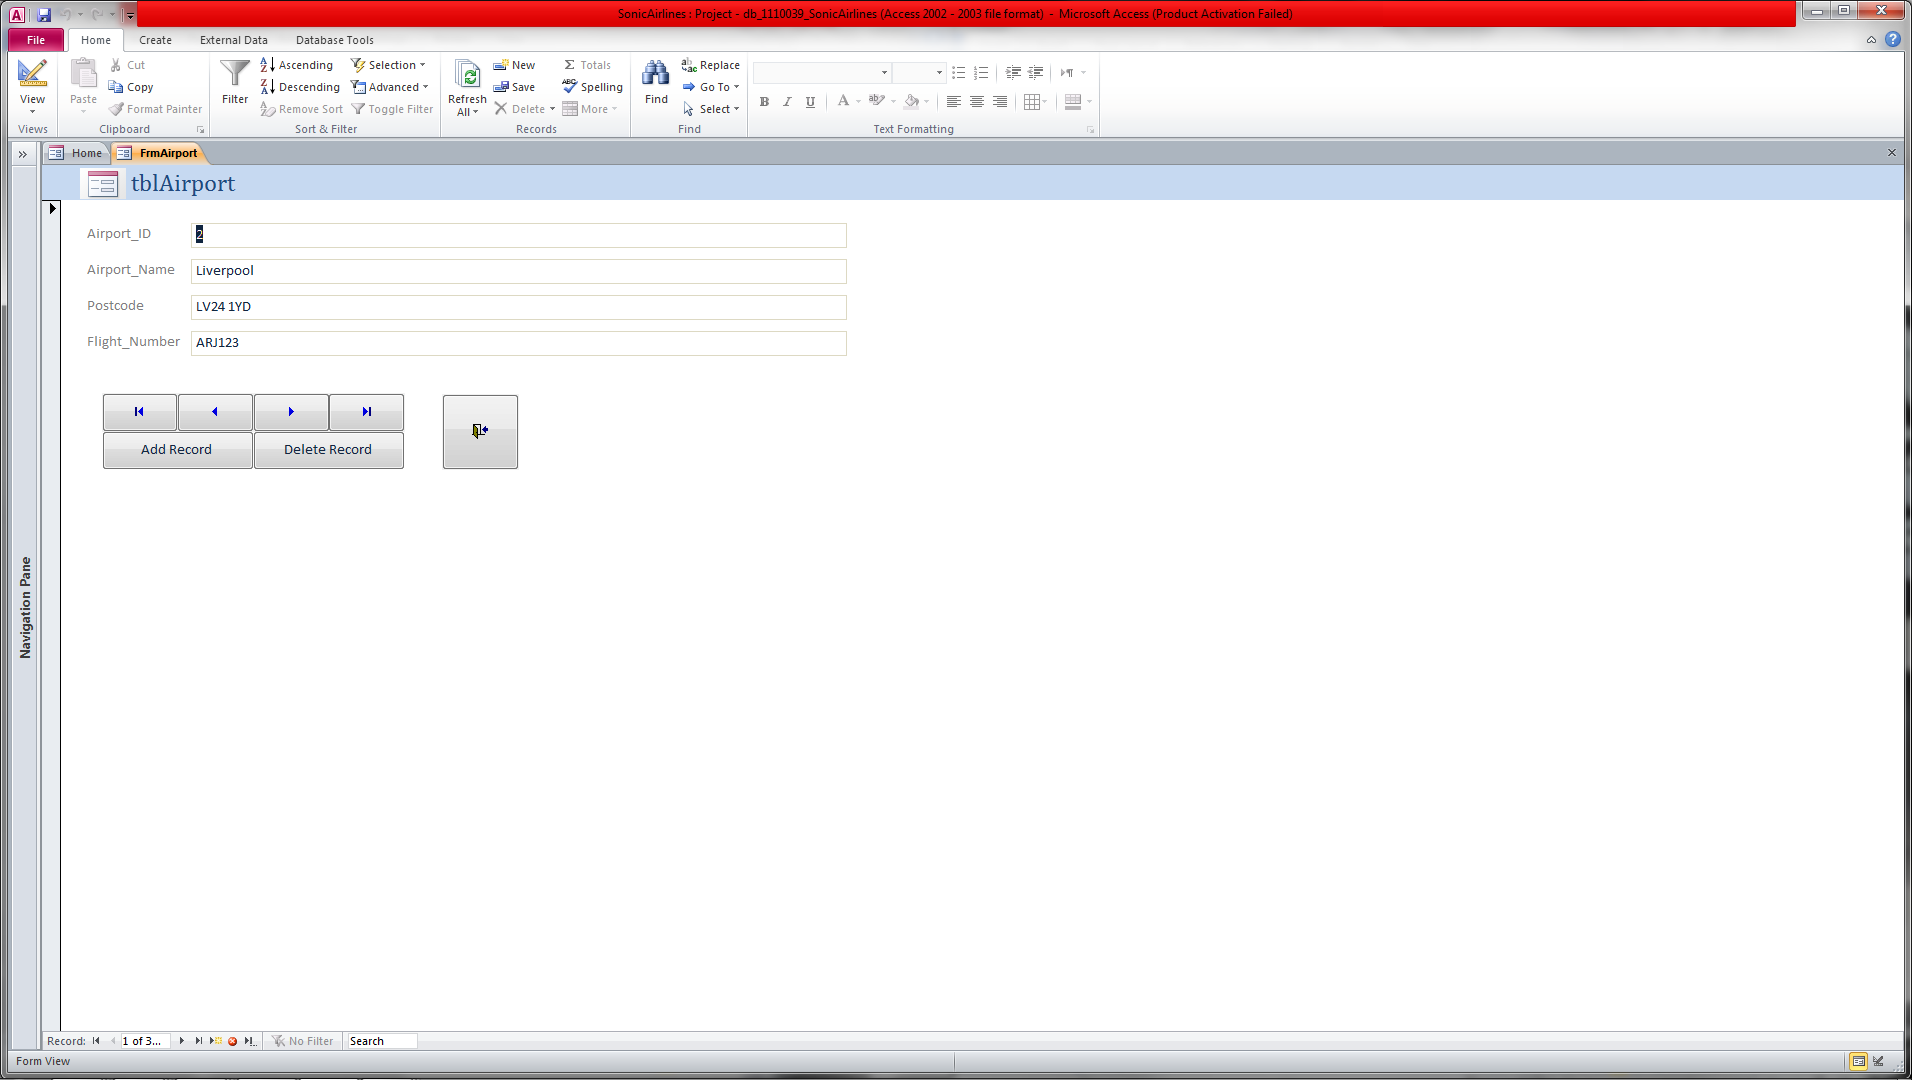 SonicAirlines : Project - db_1110039_SonicAirlines (Access 2002 - 2003 file format) - Microsoft Access (Product Activation Failed)
File Home Create External Data Database Tools
View
Views
Paste
Cut
Copy
Format Painter
Clipboard
Filter
Ascending
Descending
Remove Sort
Selection
Advanced
Toggle Filter
Sort & Filter
Refresh
All
New
Save
Delete
Totals
Spelling
More
Records
Find
Replace
Go To
Select
Find
B I U A
Text Formatting
Home FrmAirport
tblAirport
Airport_ID 2
Airport_Name Liverpool
Postcode LV24 1YD
Flight_Number ARJ123
Add Record Delete Record
Navigation Pane
Record: 1 of 3... No Filter Search
Form View